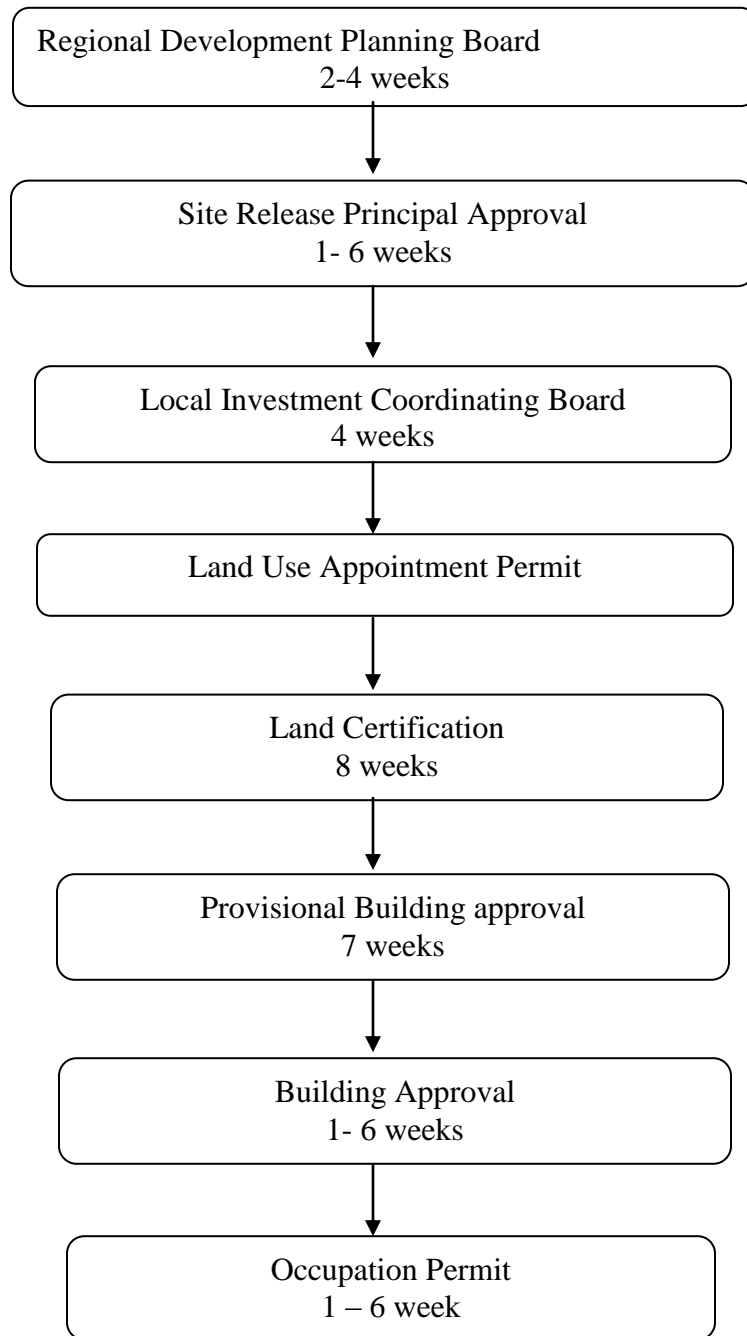 Regional Development Planning Board
2-4 weeks
Site Release Principal Approval
1- 6 weeks
Local Investment Coordinating Board
4 weeks
Land Use Appointment Permit
Land Certification
8 weeks
Provisional Building approval
7 weeks
Building Approval
1- 6 weeks
Occupation Permit
1 – 6 week